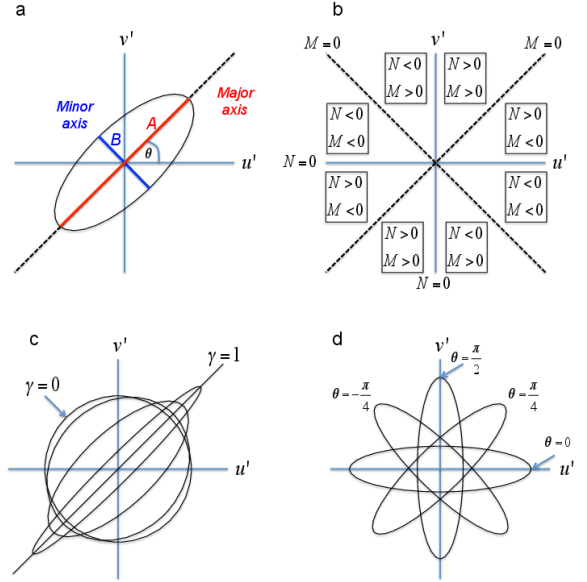 a
v'
Minor axis
Major axis
B
A
θ
u'
b
v'
M=0
M=0
N<0
M>0
N>0
M>0
N<0
M<0
N>0
M<0
N=0
u'
N>0
M<0
N<0
M<0
N>0
M>0
N<0
M>0
N=0
c
v'
γ=1
γ=0
u'
d
v'
θ=π/2
θ=-π/4
θ=π/4
θ=0
u'